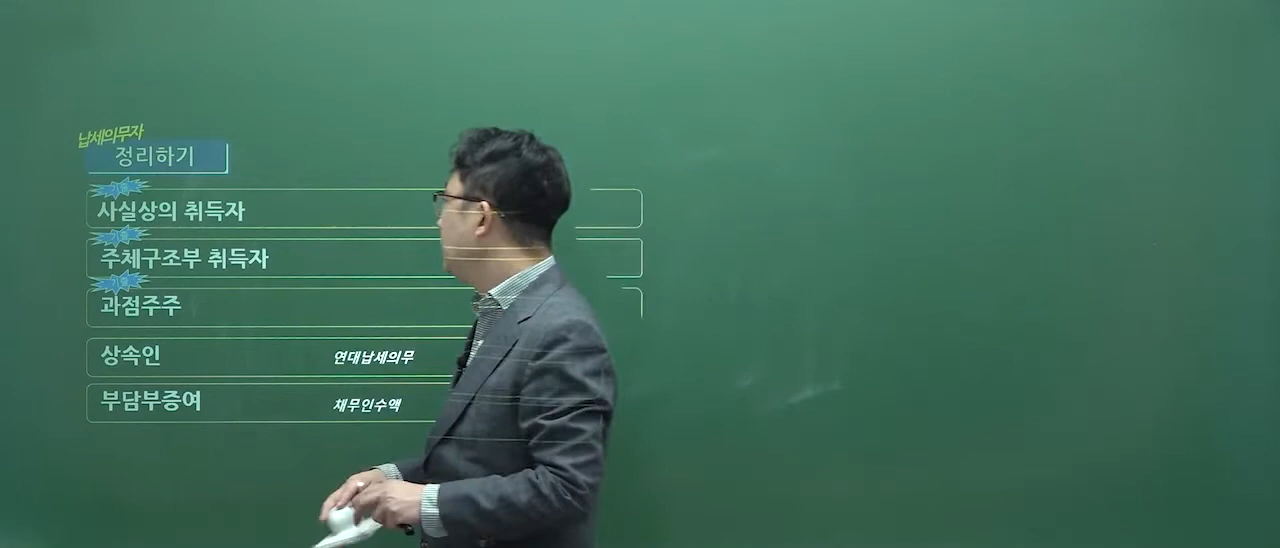 납세의무자
정리하기
사실상의 취득자
주체구조부 취득자
과점주주
상속인 연대납세의무
부담부증여 채무인수액